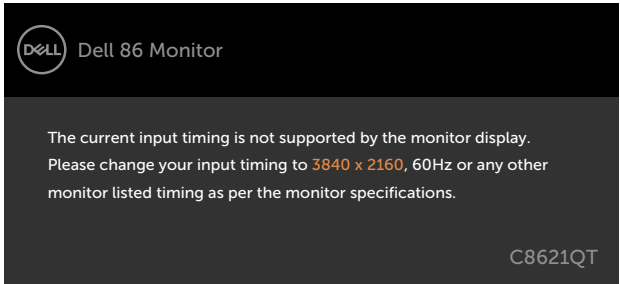 DELL
Dell 86 Monitor
The current input timing is not supported by the monitor display.
Please change your input timing to 3840 x 2160, 60Hz or any other
monitor listed timing as per the monitor specifications.
C8621QT